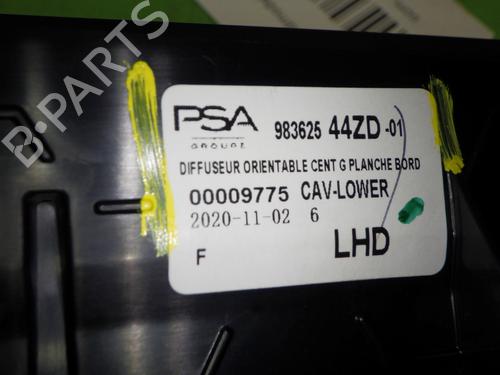 PSA 983625 44ZD -01
GROUPE
DIFFUSEUR ORIENTABLE CENT G PLANCHE BORD
00009775 CAV-LOWER
2020-11-02 6
F LHD
B-PARTS